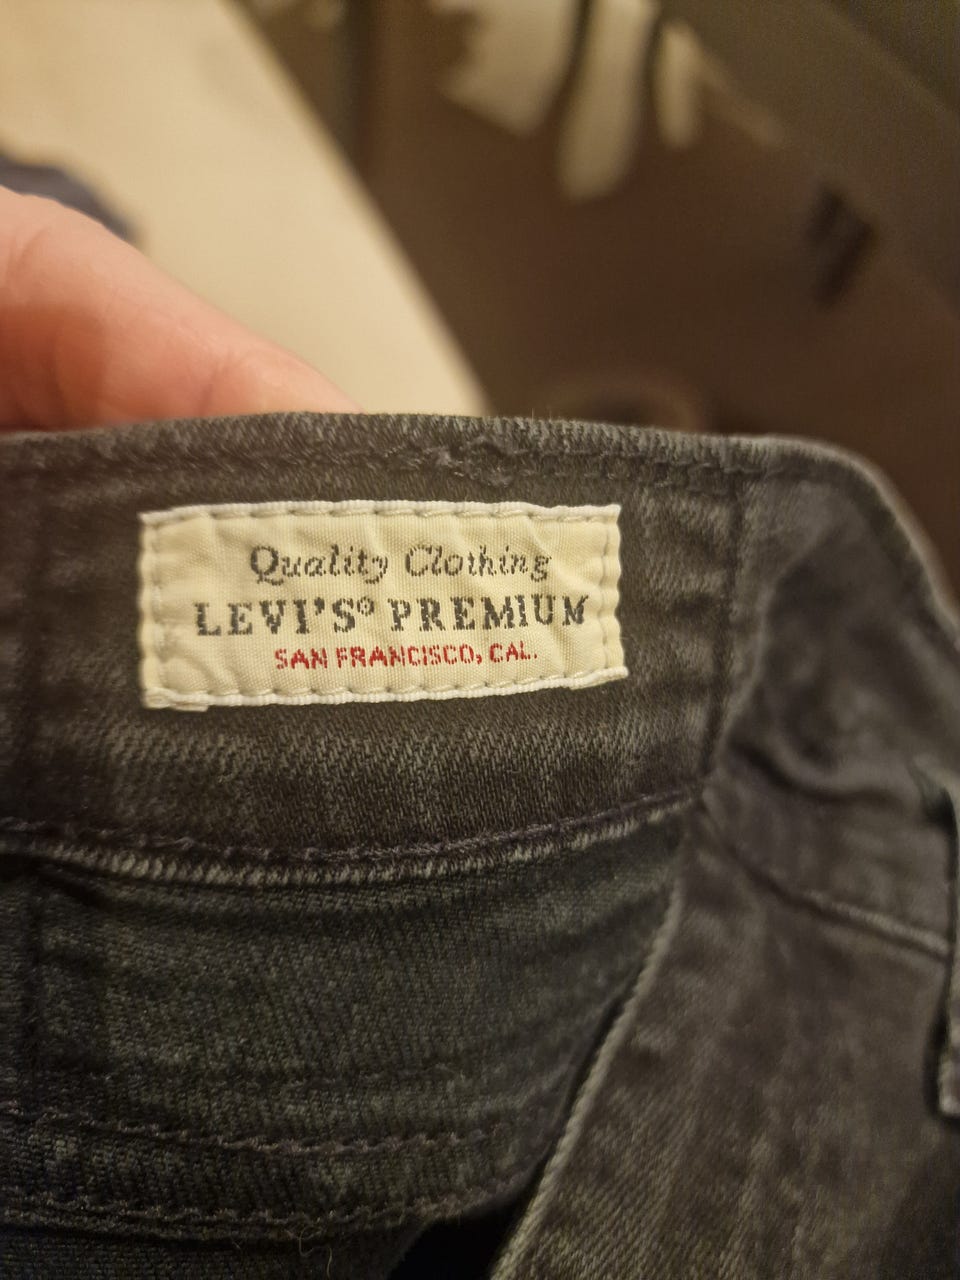 Quality Clothing
LEVI'S® PREMIUM
SAN FRANCISCO, CAL.